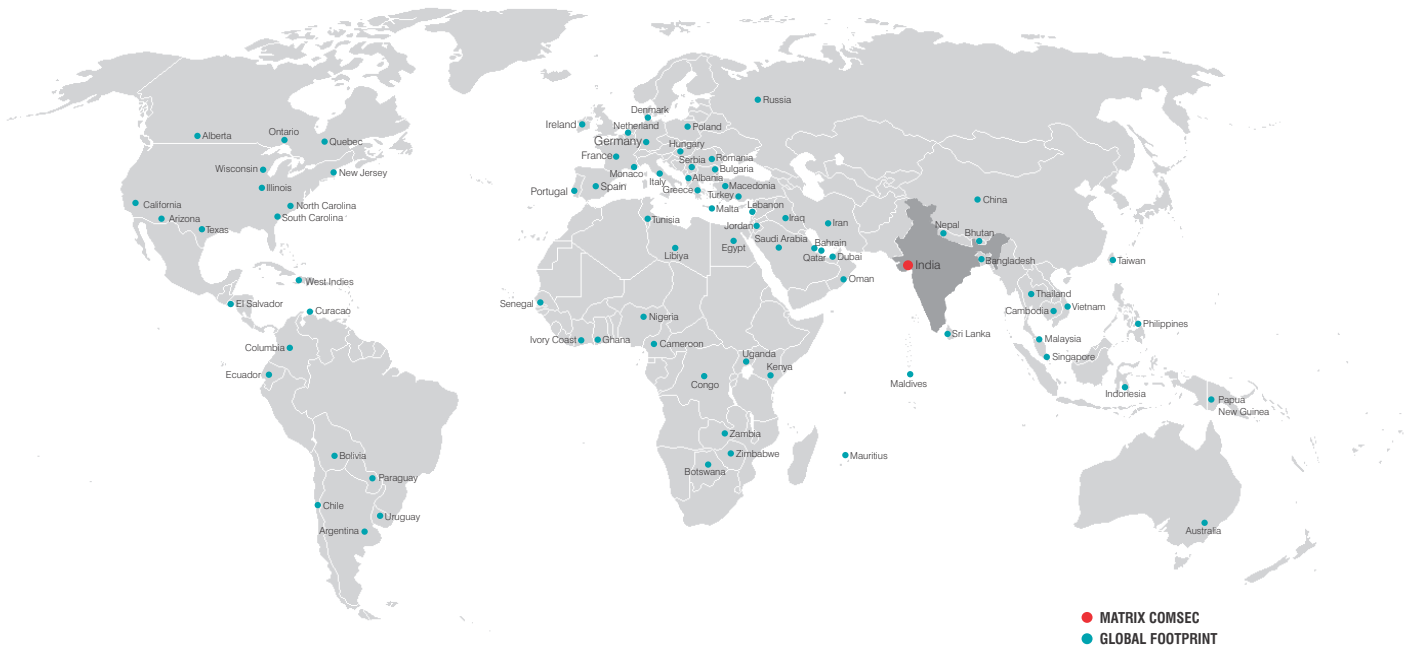 Russia
Denmark
Ireland
Netherland
Poland
Alberta
Ontario
Quebec
Germany
Hungary
France
Serbia
Romania
Wisconsin
New Jersey
Monaco
Italy
Bulgaria
Albania
Illinois
Portugal
Spain
Greece
Macedonia
Turkey
California
North Carolina
Malta
Lebanon
China
Arizona
South Carolina
Tunisia
Iraq
Iran
Texas
Jordan
Nepal
Bhutan
Libiya
Egypt
Saudi Arabia
Bahrain
Qatar
Dubai
India
Bangladesh
Taiwan
West Indies
Oman
Thailand
El Salvador
Curacao
Senegal
Cambodia
Vietnam
Nigeria
Philippines
Ivory Coast
Ghana
Cameroon
Sri Lanka
Malaysia
Columbia
Uganda
Singapore
Ecuador
Congo
Kenya
Maldives
Indonesia
Papua
New Guinea
Zambia
Bolivia
Zimbabwe
Mauritius
Botswana
Paraguay
Chile
Uruguay
Argentina
Australia
MATRIX COMSEC
GLOBAL FOOTPRINT